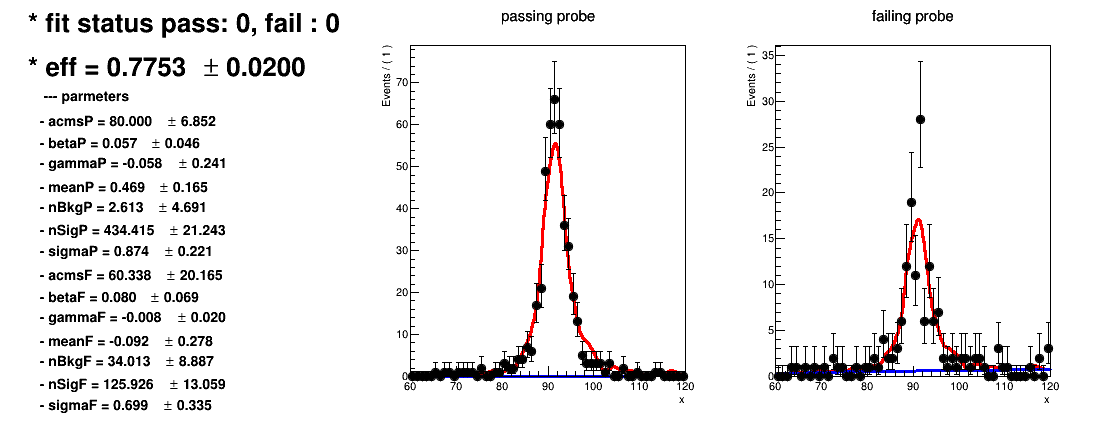 * fit status pass: 0, fail : 0
* eff = 0.7753 ± 0.0200
--- parmeters
- acmsP = 80.000 ± 6.852
- betaP = 0.057 ± 0.046
- gammaP = -0.058 ± 0.241
- meanP = 0.469 ± 0.165
- nBkgP = 2.613 ± 4.691
- nSigP = 434.415 ± 21.243
- sigmaP = 0.874 ± 0.221
- acmsF = 60.338 ± 20.165
- betaF = 0.080 ± 0.069
- gammaF = -0.008 ± 0.020
- meanF = -0.092 ± 0.278
- nBkgF = 34.013 ± 8.887
- nSigF = 125.926 ± 13.059
- sigmaF = 0.699 ± 0.335
passing probe
Events / ( 1 )
70
60
50
40
30
20
10
0
60 70 80 90 100 110 120
x
failing probe
Events / ( 1 )
35
30
25
20
15
10
5
0
60 70 80 90 100 110 120
x